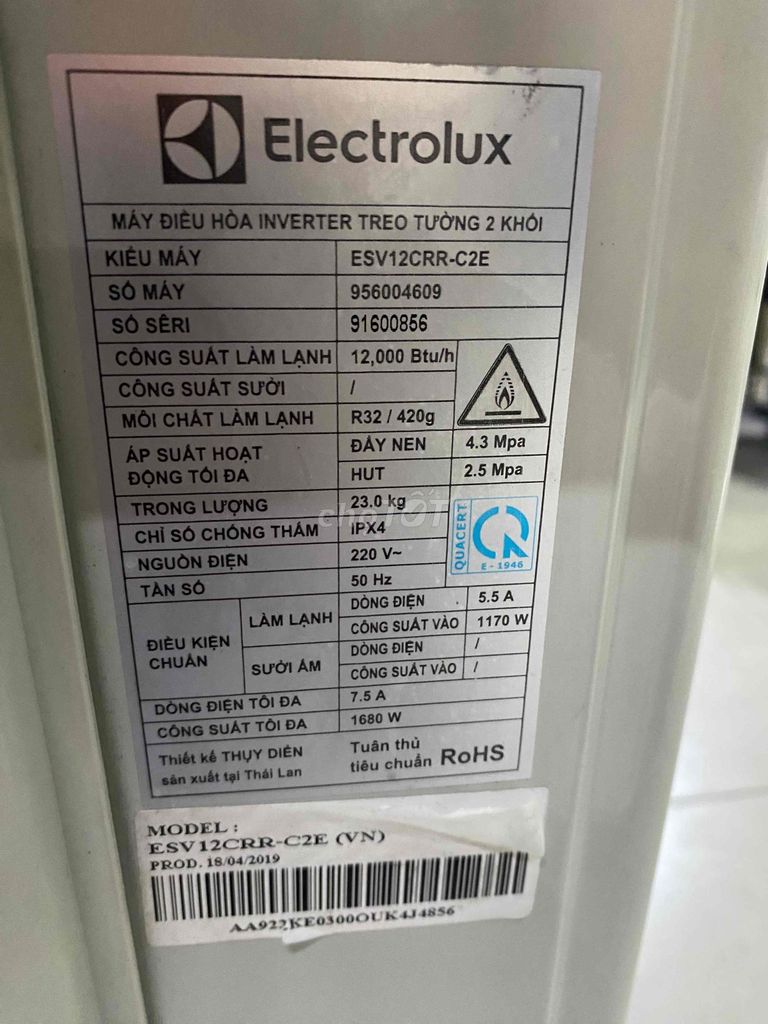 Electrolux
MÁY ĐIỀU HÒA INVERTER TREO TƯỜNG 2 KHỐI
KIỂU MÁY ESV12CRR-C2E
SỐ MÁY 956004609
SỐ SÊRI 91600856
CÔNG SUẤT LÀM LẠNH 12,000 Btu/h
CÔNG SUẤT SƯỞI /
MÔI CHẤT LÀM LẠNH R32 / 420g
ÁP SUẤT HOẠT ĐỘNG TỐI ĐA ĐẨY NÉN 4.3 Mpa
HÚT 2.5 Mpa
TRỌNG LƯỢNG 23.0 kg
CHỈ SỐ CHỐNG THẤM IPX4
NGUỒN ĐIỆN 220 V~
TẦN SỐ 50 Hz
QUACERT
E - 1946
ĐIỀU KIỆN CHUẨN LÀM LẠNH DÒNG ĐIỆN 5.5 A
CÔNG SUẤT VÀO 1170 W
SƯỞI ẤM DÒNG ĐIỆN /
CÔNG SUẤT VÀO /
DÒNG ĐIỆN TỐI ĐA 7.5 A
CÔNG SUẤT TỐI ĐA 1680 W
Thiết kế THỤY ĐIỂN
sản xuất tại Thái Lan
Tuân thủ
tiêu chuẩn RoHS
chợTỐT
MODEL :
ESV12CRR-C2E (VN)
PROD. 18/04/2019
AA922KE0300OUK4J4856